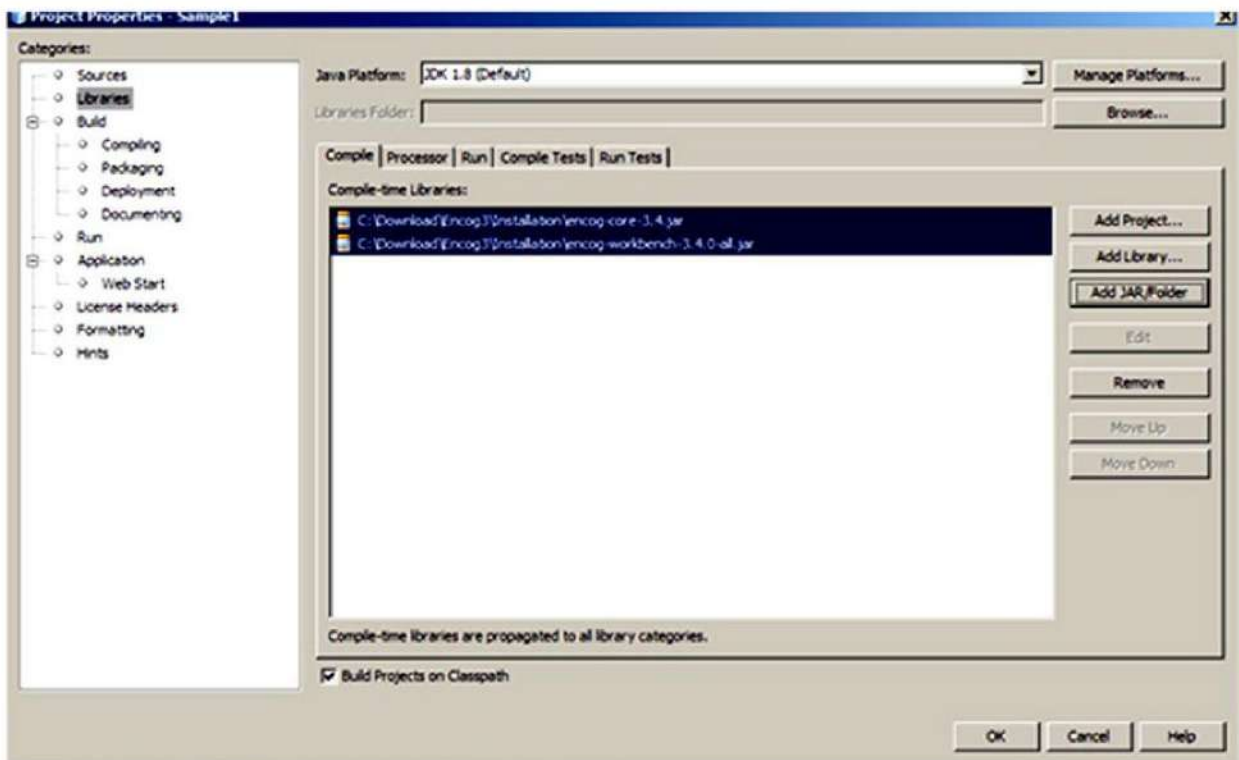 Project Properties - Sample1
Categories:
Sources
Libraries
Build
Compiling
Packaging
Deployment
Documenting
Run
Application
Web Start
License Headers
Formatting
Hints
Java Platform: JDK 1.8 (Default) Manage Platforms...
Libraries Folder: Browse...
Compile Processor Run Compile Tests Run Tests
Compile-time Libraries:
C:\Download\Encog3\Installation\encog-core-3.4.jar
C:\Download\Encog3\Installation\encog-workbench-3.4.0-all.jar
Add Project...
Add Library...
Add JAR/Folder
Edit
Remove
Move Up
Move Down
Compile-time libraries are propagated to all library categories.
Build Projects on Classpath
OK Cancel Help